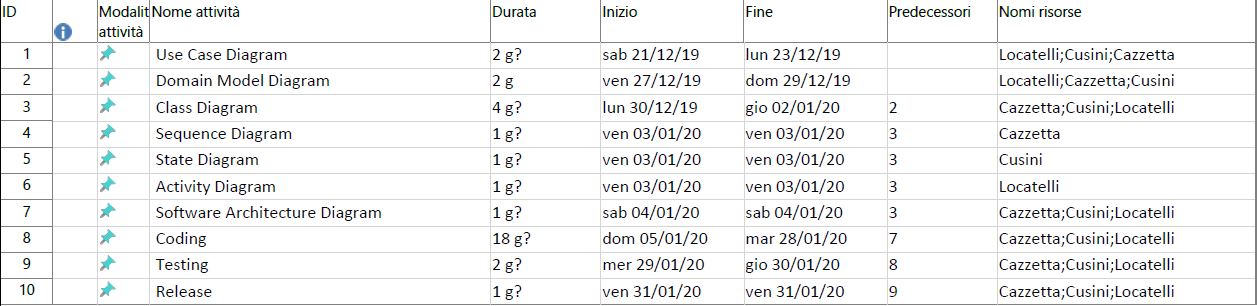 ID Modalit Nome attività Durata Inizio Fine Predecessori Nomi risorse
attività
1 Use Case Diagram 2 g? sab 21/12/19 lun 23/12/19 Locatelli;Cusini;Cazzetta
2 Domain Model Diagram 2 g ven 27/12/19 dom 29/12/19 Locatelli;Cazzetta;Cusini
3 Class Diagram 4 g? lun 30/12/19 gio 02/01/20 2 Cazzetta;Cusini;Locatelli
4 Sequence Diagram 1 g? ven 03/01/20 ven 03/01/20 3 Cazzetta
5 State Diagram 1 g? ven 03/01/20 ven 03/01/20 3 Cusini
6 Activity Diagram 1 g? ven 03/01/20 ven 03/01/20 3 Locatelli
7 Software Architecture Diagram 1 g? sab 04/01/20 sab 04/01/20 3 Cazzetta;Cusini;Locatelli
8 Coding 18 g? dom 05/01/20 mar 28/01/20 7 Cazzetta;Cusini;Locatelli
9 Testing 2 g? mer 29/01/20 gio 30/01/20 8 Cazzetta;Cusini;Locatelli
10 Release 1 g? ven 31/01/20 ven 31/01/20 9 Cazzetta;Cusini;Locatelli